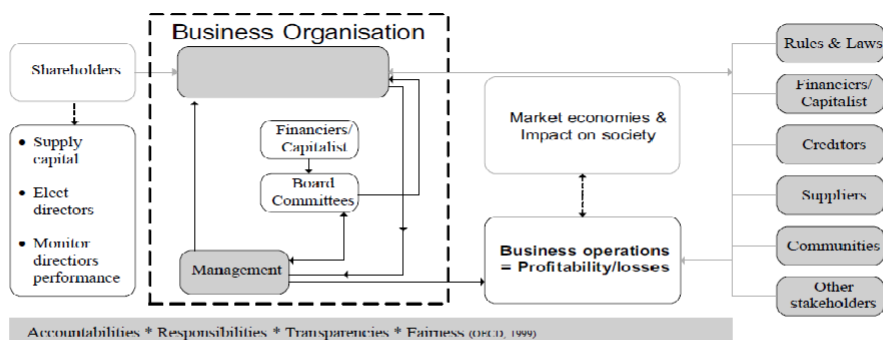 Business Organisation
Shareholders
• Supply
capital
• Elect
directors
• Monitor
directiors
performance
Financiers/
Capitalist
Board
Committees
Management
Market economies &
Impact on society
Business operations
= Profitability/losses
Rules & Laws
Financiers/
Capitalist
Creditors
Suppliers
Communities
Other
stakeholders
Accountabilities * Responsibilities * Transparencies * Fairness (OECD, 1999)